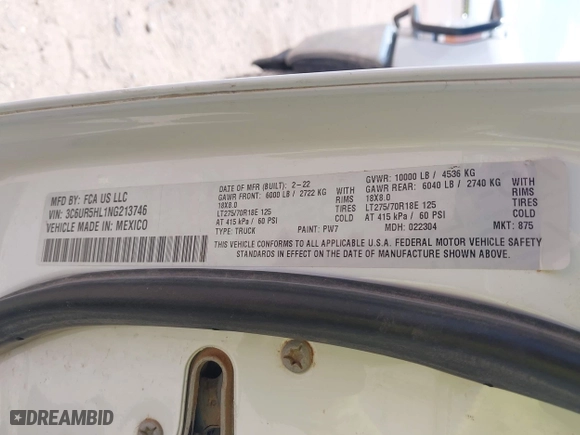 MFD BY: FCA US LLC
VIN: 3C6UR5HL1NG213746
VEHICLE MADE IN: MEXICO
DATE OF MFR (BUILT): 2-22
GVWR: 10000 LB / 4536 KG
GAWR FRONT: 6000 LB / 2722 KG WITH
GAWR REAR: 6040 LB / 2740 KG WITH
18X8.0 RIMS
18X8.0 RIMS
LT275/70R18E 125 TIRES
LT275/70R18E 125 TIRES
AT 415 kPa / 60 PSI COLD
AT 415 kPa / 60 PSI COLD
TYPE: TRUCK PAINT: PW7 MDH: 022304 MKT: 875
THIS VEHICLE CONFORMS TO ALL APPLICABLE U.S.A. FEDERAL MOTOR VEHICLE SAFETY
STANDARDS IN EFFECT ON THE DATE OF MANUFACTURE SHOWN ABOVE.
DREAMBID